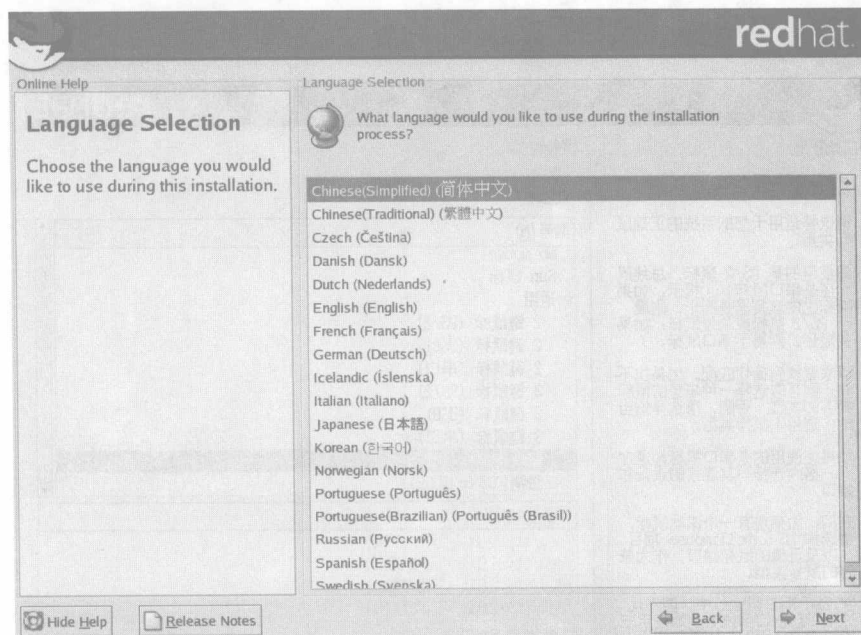 redhat.
Online Help
Language Selection
Choose the language you would
like to use during this installation.
Language Selection
What language would you like to use during the installation
process?
Chinese(Simplified) (简体中文)
Chinese(Traditional) (繁體中文)
Czech (Čeština)
Danish (Dansk)
Dutch (Nederlands)
English (English)
French (Français)
German (Deutsch)
Icelandic (Íslenska)
Italian (Italiano)
Japanese (日本語)
Korean (한국어)
Norwegian (Norsk)
Portuguese (Português)
Portuguese(Brazilian) (Português (Brasil))
Russian (Русский)
Spanish (Español)
Swedish (Svenska)
Hide Help
Release Notes
Back
Next